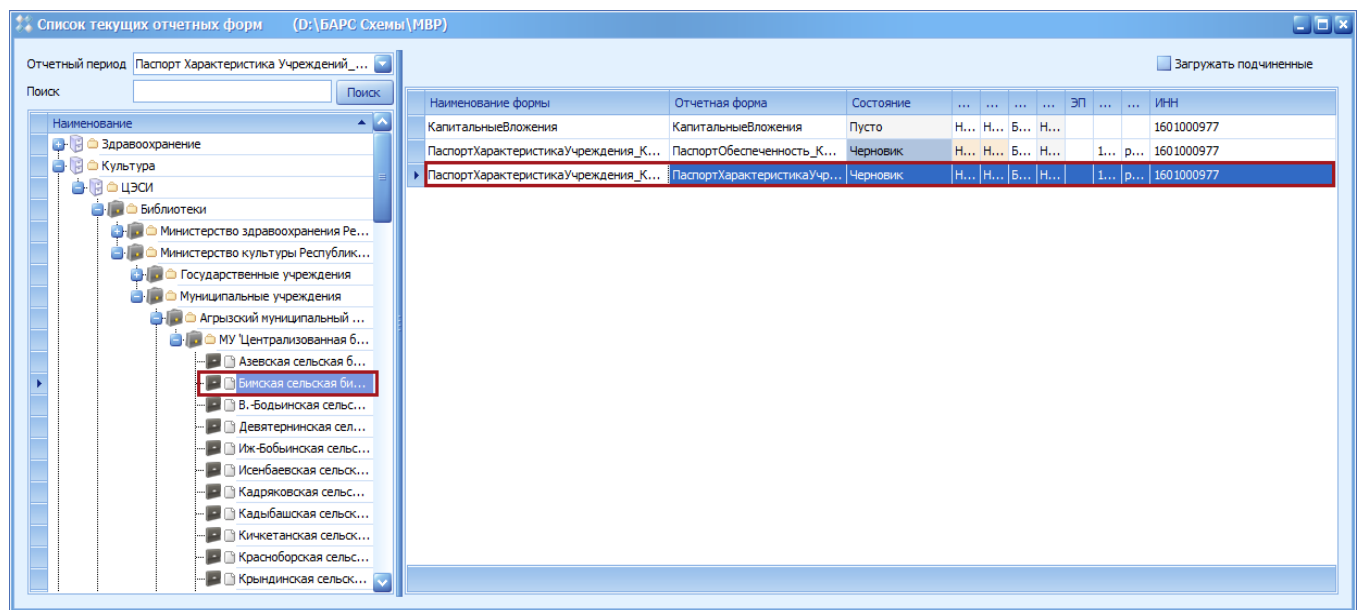 Список текущих отчетных форм (D:\БАРС Схемы\МВР)
Отчетный период Паспорт Характеристика Учреждений_...
Загружать подчиненные
Поиск Поиск
Наименование
Здравоохранение
Культура
ЦЭСИ
Библиотеки
Министерство здравоохранения Ре...
Министерство культуры Республик...
Государственные учреждения
Муниципальные учреждения
Агрызский муниципальный ...
МУ 'Централизованная б...
Азевская сельская б...
Бимская сельская би...
В.-Бодьинская сельс...
Девятернинская сел...
Иж-Бобьинская сельс...
Исенбаевская сельск...
Кадряковская сельс...
Кадыбашская сельск...
Кичкетанская сельск...
Красноборская сельс...
Крындинская сельск...
Наименование формы Отчетная форма Состояние ... ... ... ... ЭП ... ... ИНН
КапитальныеВложения КапитальныеВложения Пусто Н... Н... Б... Н... 1601000977
ПаспортХарактеристикаУчреждения_К... ПаспортОбеспеченность_К... Черновик Н... Н... Б... Н... 1... р... 1601000977
ПаспортХарактеристикаУчреждения_К... ПаспортХарактеристикаУчр... Черновик Н... Н... Б... Н... 1... р... 1601000977